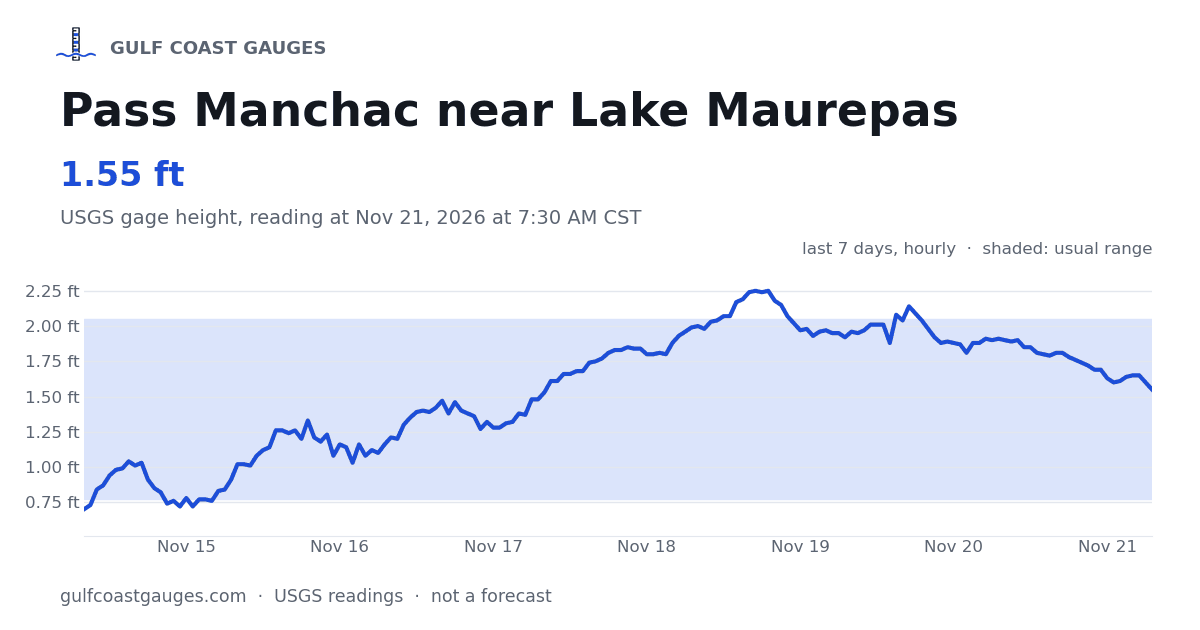 GULF COAST GAUGES
Pass Manchac near Lake Maurepas
1.55 ft
USGS gage height, reading at Nov 21, 2026 at 7:30 AM CST
last 7 days, hourly · shaded: usual range
2.25 ft
2.00 ft
1.75 ft
1.50 ft
1.25 ft
1.00 ft
0.75 ft
Nov 15 Nov 16 Nov 17 Nov 18 Nov 19 Nov 20 Nov 21
gulfcoastgauges.com · USGS readings · not a forecast